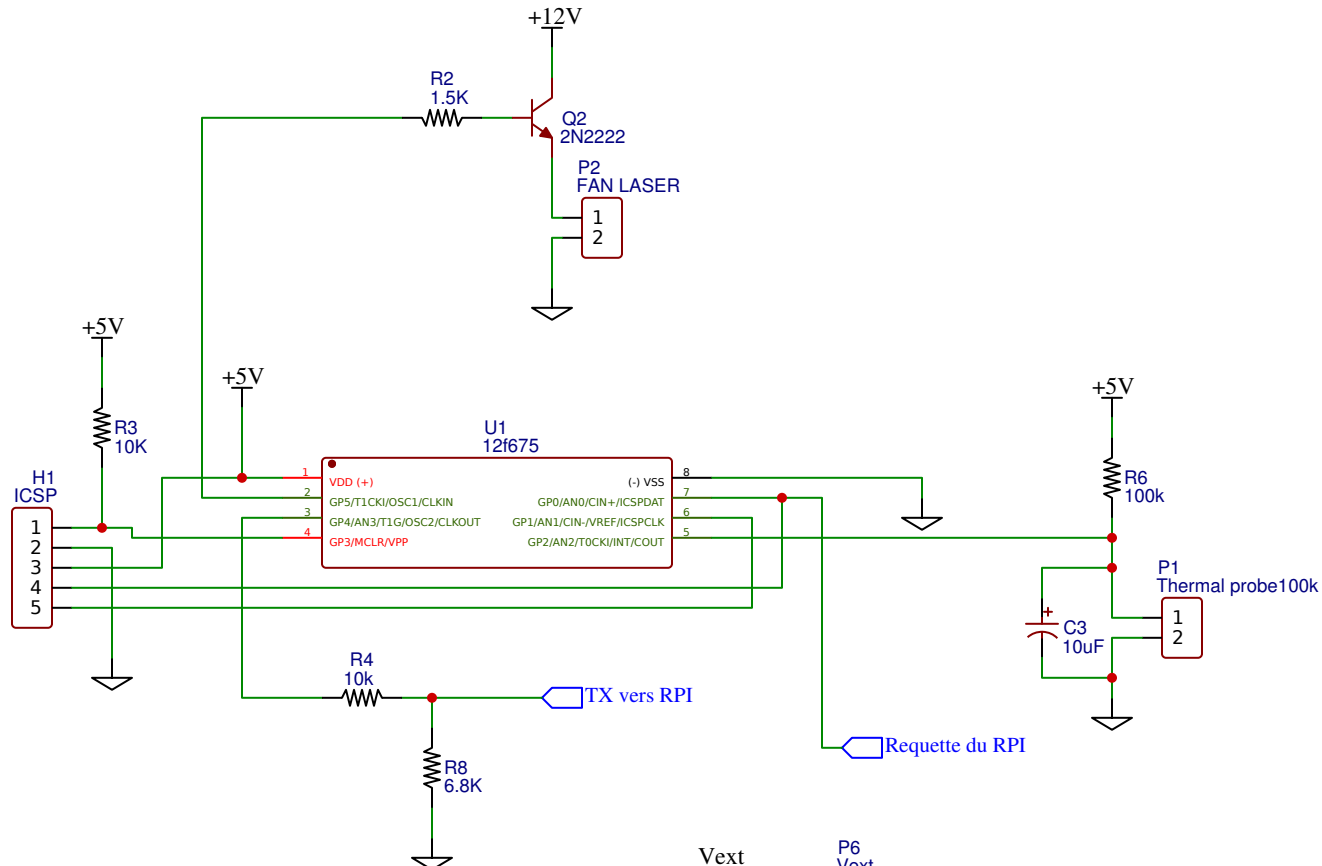 +12V
R2
1.5K
Q2
2N2222
P2
FAN LASER
1
2
+5V
R3
10K
+5V
U1
12f675
+5V
R6
100k
H1
ICSP
1
2
3
4
5
1
VDD (+)
2
GP5/T1CKI/OSC1/CLKIN
3
GP4/AN3/T1G/OSC2/CLKOUT
4
GP3/MCLR/VPP
8
(-) VSS
7
GP0/AN0/CIN+/ICSPDAT
6
GP1/AN1/CIN-/VREF/ICSPCLK
5
GP2/AN2/T0CKI/INT/COUT
P1
Thermal probe100k
1
2
+
C3
10uF
R4
10k
TX vers RPI
Requette du RPI
R8
6.8K
Vext
P6
Vext